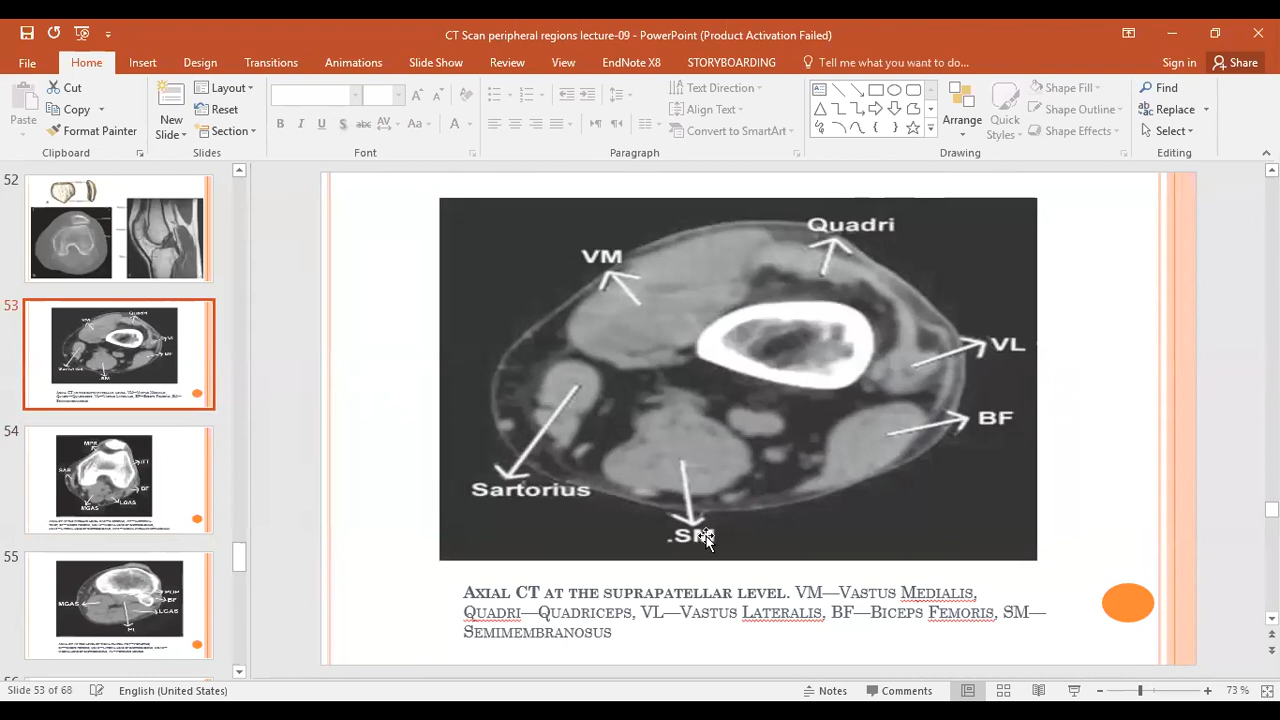 CT Scan peripheral regions lecture-09 - PowerPoint (Product Activation Failed)
File Home Insert Design Transitions Animations Slide Show Review View EndNote X8 STORYBOARDING Tell me what you want to do... Sign in Share
Paste
Cut
Copy
Format Painter
Clipboard
New Slide
Layout
Reset
Section
Slides
Font
Text Direction
Align Text
Convert to SmartArt
Paragraph
Arrange
Quick Styles
Shape Fill
Shape Outline
Shape Effects
Drawing
Find
Replace
Select
Editing
52
53
54
55
Quadri
VM
VL
BF
Sartorius
AXIAL CT AT THE SUPRAPATELLAR LEVEL. VM—VASTUS MEDIALIS,
QUADRI—QUADRICEPS, VL—VASTUS LATERALIS, BF—BICEPS FEMORIS, SM—
SEMIMEMBRANOSUS
Slide 53 of 68 English (United States) Notes Comments 73 %